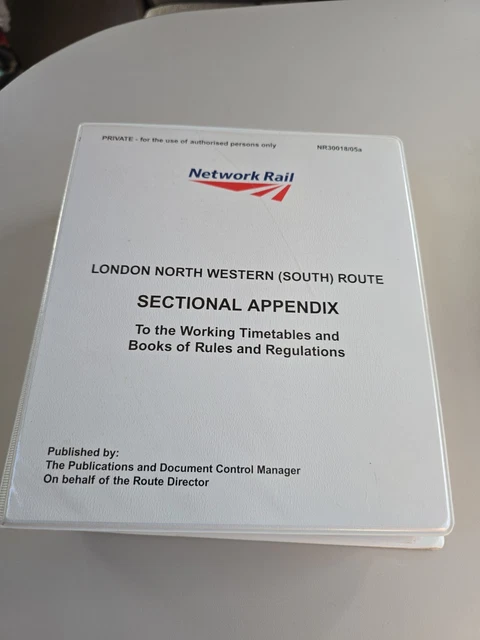 PRIVATE - for the use of authorised persons only
NR30018/05a
Network Rail
LONDON NORTH WESTERN (SOUTH) ROUTE
SECTIONAL APPENDIX
To the Working Timetables and
Books of Rules and Regulations
Published by:
The Publications and Document Control Manager
On behalf of the Route Director